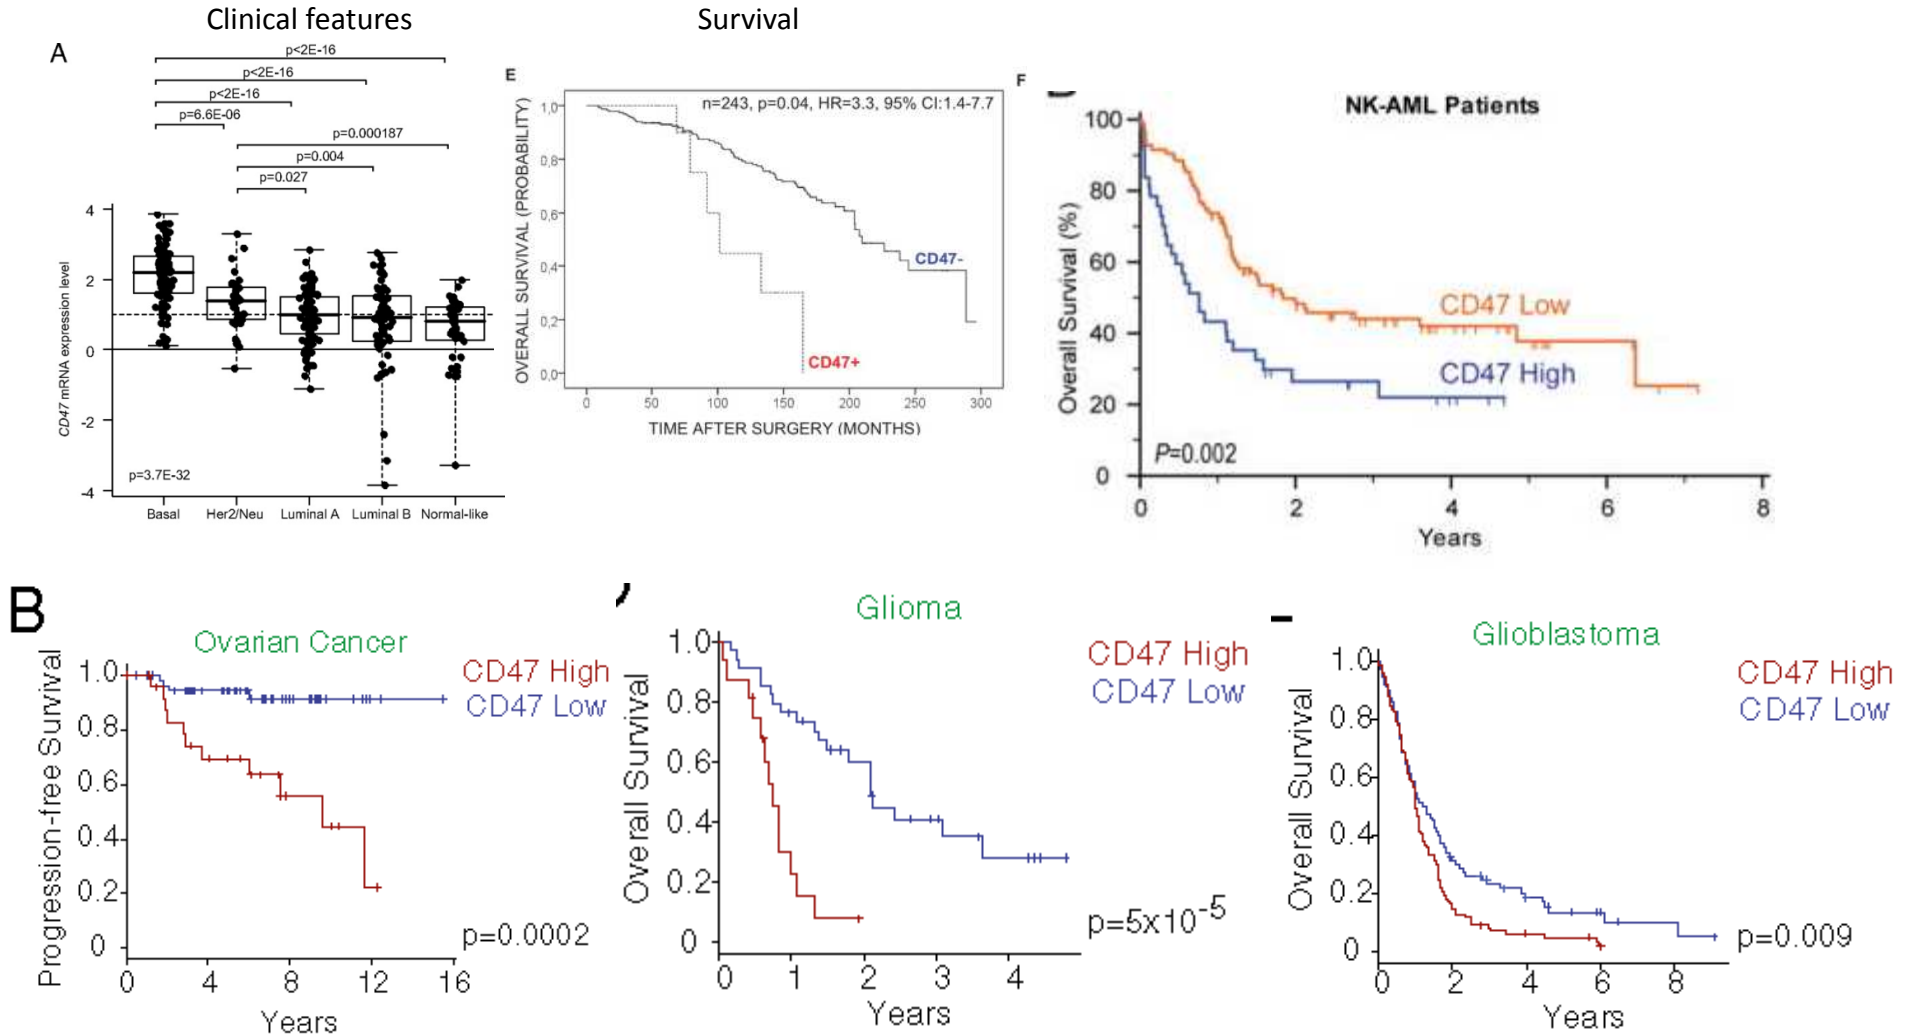 Clinical features
Survival
A
p<2E-16
p<2E-16
p<2E-16
p=6.6E-06
p=0.000187
p=0.004
p=0.027
4
2
0
-2
-4
CD47 mRNA expression level
p=3.7E-32
Basal Her2/Neu Luminal A Luminal B Normal-like
E
n=243, p=0.04, HR=3.3, 95% CI:1.4-7.7
OVERALL SURVIVAL (PROBABILITY)
1,0
0,8
0,6
0,4
0,2
0,0
CD47-
CD47+
0 50 100 150 200 250 300
TIME AFTER SURGERY (MONTHS)
F
NK-AML Patients
Overall Survival (%)
100
80
60
40
20
0
CD47 Low
CD47 High
P=0.002
0 2 4 6 8
Years
B
Ovarian Cancer
CD47 High
CD47 Low
Progression-free Survival
1.0
0.8
0.6
0.4
0.2
0
p=0.0002
0 4 8 12 16
Years
Glioma
CD47 High
CD47 Low
Overall Survival
1.0
0.8
0.6
0.4
0.2
0
p=5x10-5
0 1 2 3 4
Years
Glioblastoma
CD47 High
CD47 Low
Overall Survival
1.0
0.8
0.6
0.4
0.2
0
p=0.009
0 2 4 6 8
Years